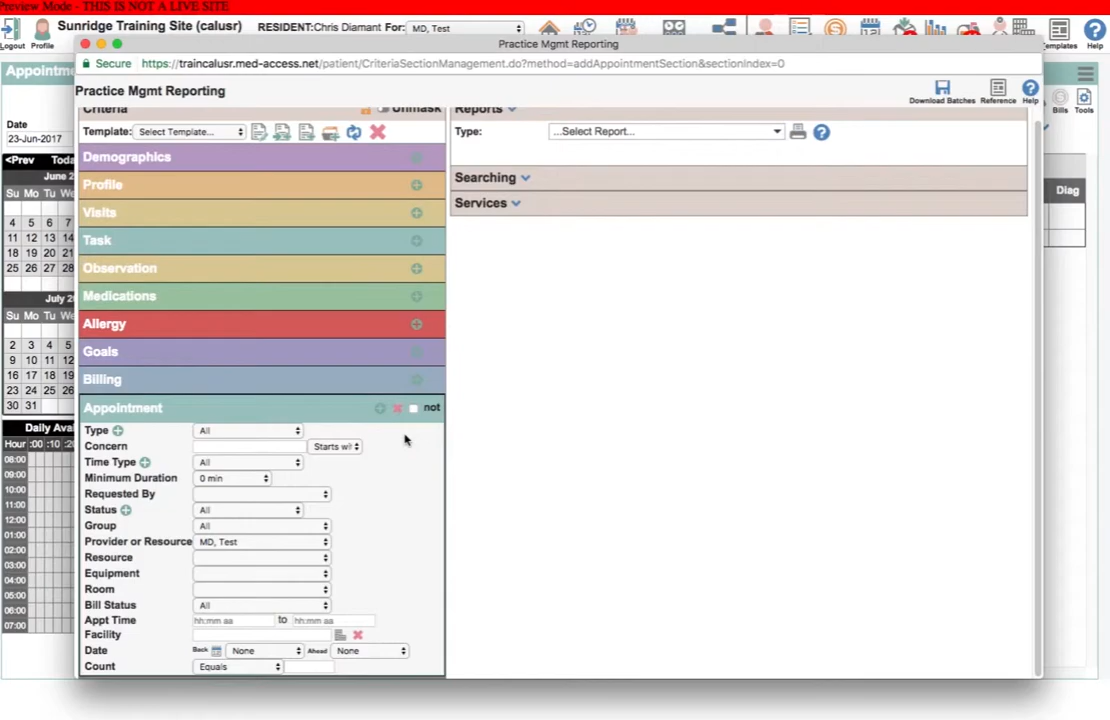 Preview Mode - THIS IS NOT A LIVE SITE
Logout Profile
Sunridge Training Site (calusr) RESIDENT:Chris Diamant For: MD, Test
Templates Help
Practice Mgmt Reporting
Secure https://traincalusr.med-access.net/patient/CriteriaSectionManagement.do?method=addAppointmentSection&sectionIndex=0
Practice Mgmt Reporting
Download Batches Reference Help
Criteria Unmask
Template: Select Template...
Demographics
Profile
Visits
Task
Observation
Medications
Allergy
Goals
Billing
Appointment not
Type All
Concern Starts wi
Time Type All
Minimum Duration 0 min
Requested By
Status All
Group All
Provider or Resource MD, Test
Resource
Equipment
Room
Bill Status All
Appt Time hh:mm aa to hh:mm aa
Facility
Date Back None Ahead None
Count Equals
Reports
Type: ...Select Report...
Searching
Services
Appointme
Date
23-Jun-2017
<Prev Toda
June 2
Su Mo Tu We
4 5 6 7
11 12 13 14
18 19 20 21
25 26 27 28
July 20
Su Mo Tu We
2 3 4 5
9 10 11 12
16 17 18 19
23 24 25 26
30 31
Daily Ava
Hour :00 :10 :20
08:00
09:00
10:00
11:00
12:00
01:00
02:00
03:00
04:00
05:00
06:00
07:00
Bills Tools
Diag